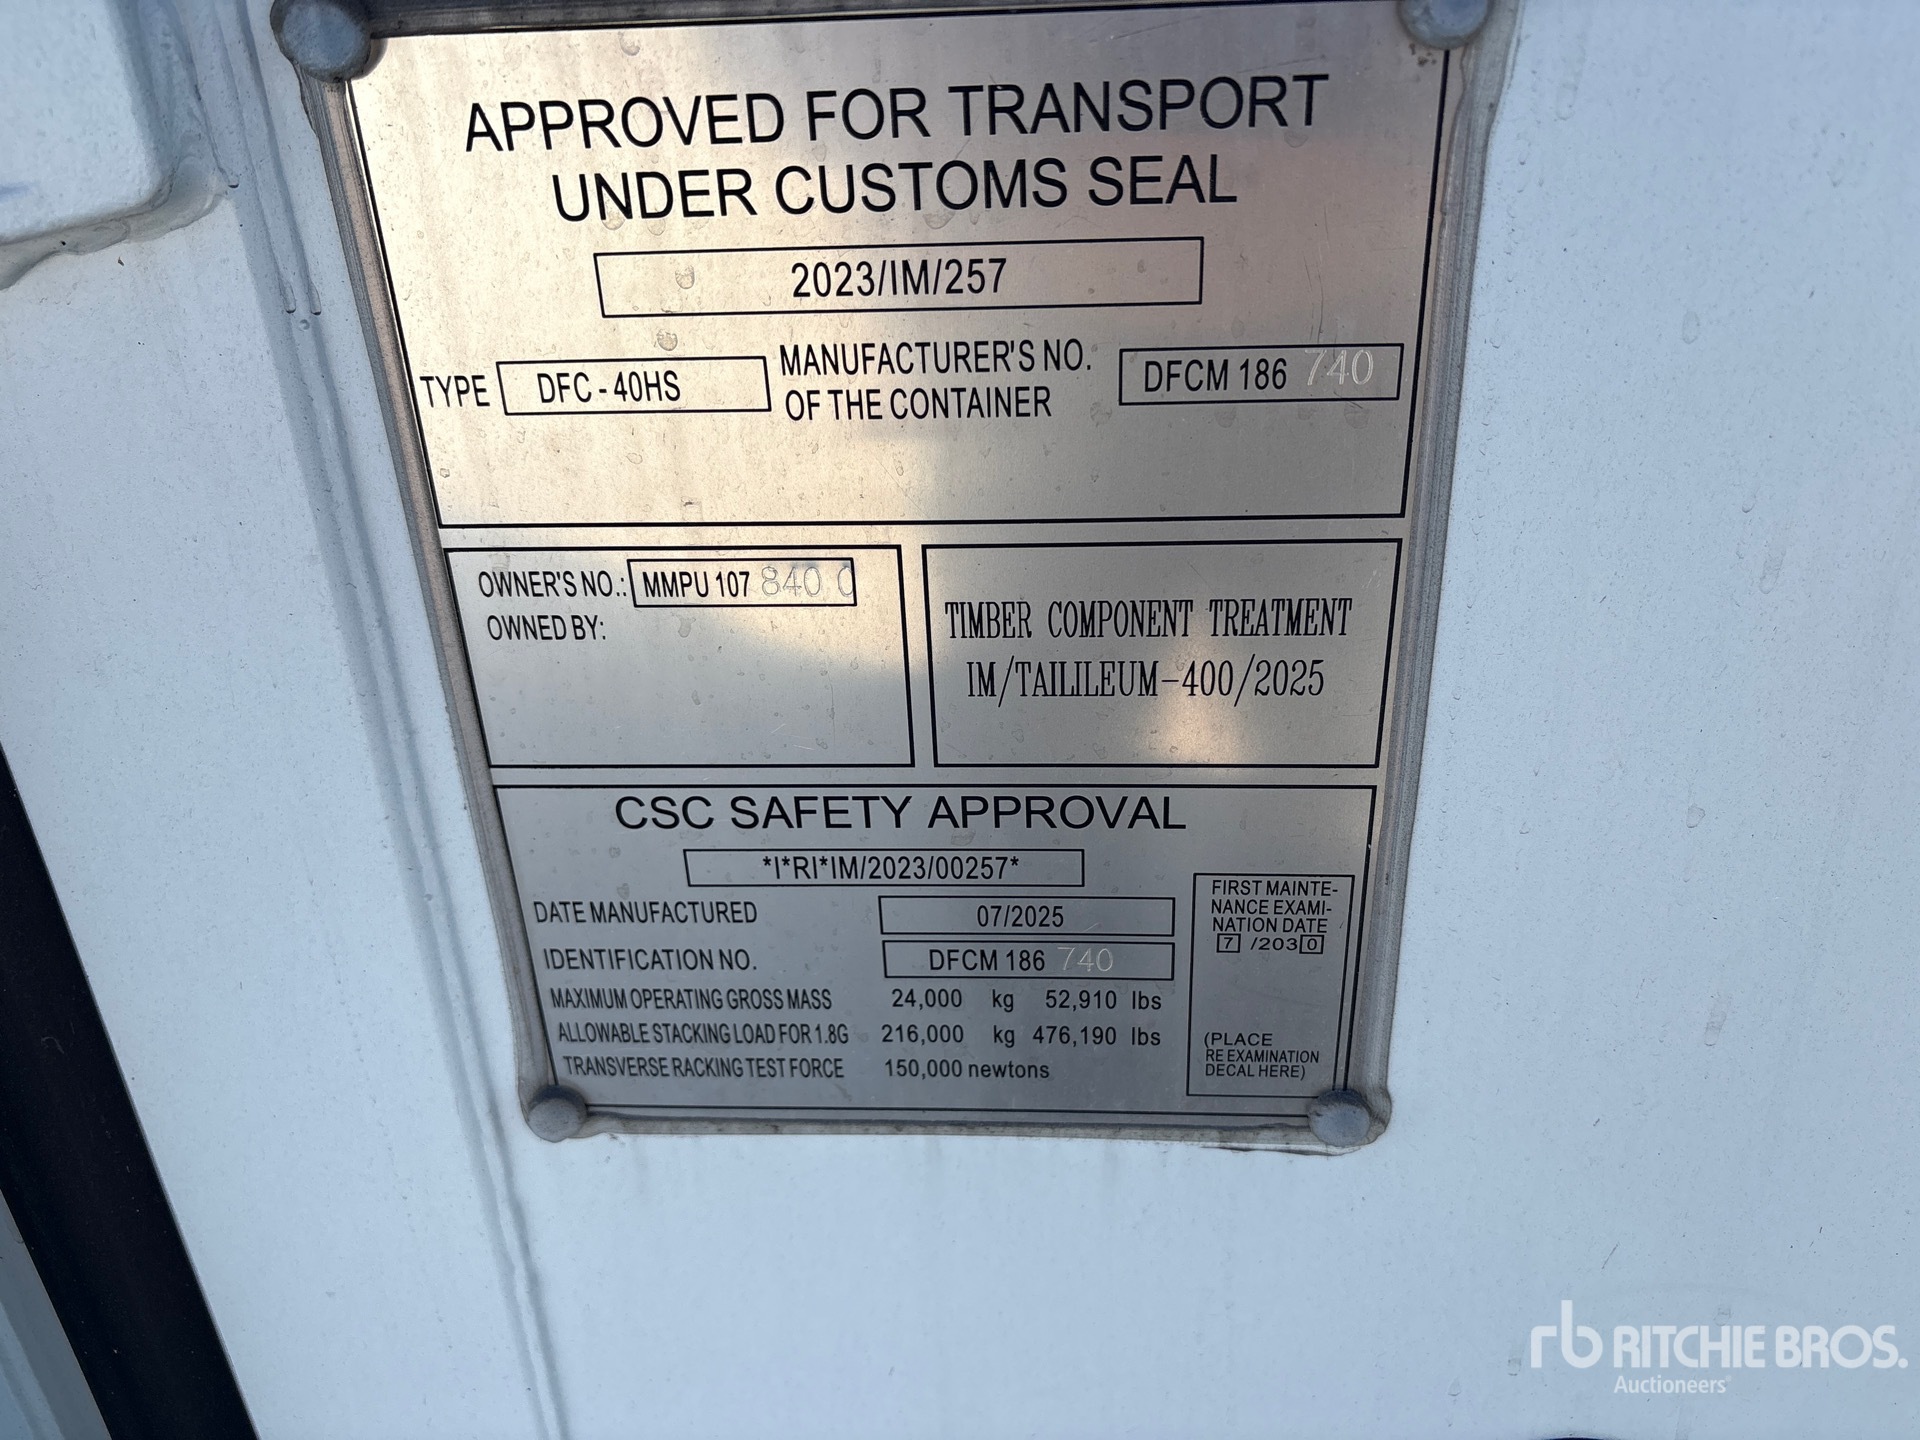 APPROVED FOR TRANSPORT
UNDER CUSTOMS SEAL
2023/IM/257
TYPE DFC-40HS MANUFACTURER'S NO. OF THE CONTAINER DFCM 186 740
OWNER'S NO.: MMPU 107 840 0
OWNED BY:
TIMBER COMPONENT TREATMENT
IM/TAILILEUM-400/2025
CSC SAFETY APPROVAL
*I*RI*IM/2023/00257*
DATE MANUFACTURED 07/2025
IDENTIFICATION NO. DFCM 186 740
MAXIMUM OPERATING GROSS MASS 24,000 kg 52,910 lbs
ALLOWABLE STACKING LOAD FOR 1.8G 216,000 kg 476,190 lbs
TRANSVERSE RACKING TEST FORCE 150,000 newtons
FIRST MAINTE-
NANCE EXAMI-
NATION DATE
7 /2030
(PLACE
RE EXAMINATION
DECAL HERE)
rb RITCHIE BROS.
Auctioneers